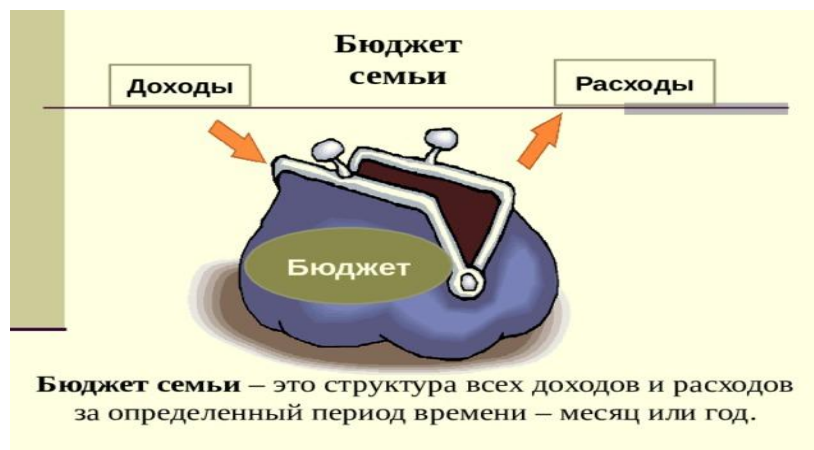 Бюджет
семьи
Доходы
Расходы
Бюджет
Бюджет семьи – это структура всех доходов и расходов
за определенный период времени – месяц или год.